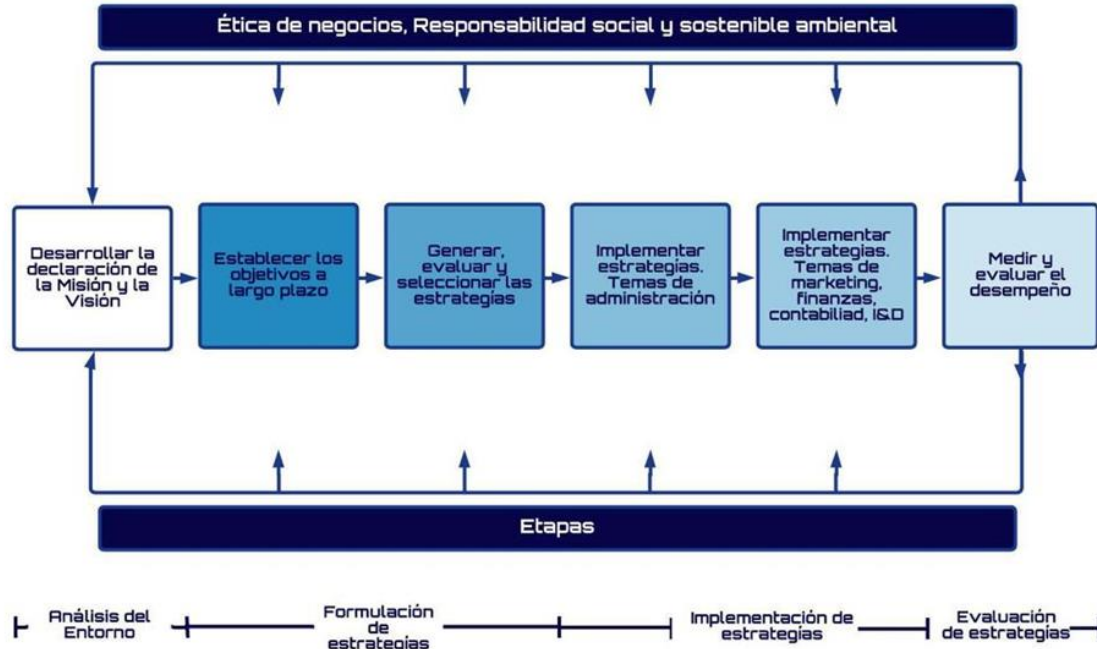 Ética de negocios, Responsabilidad social y sostenible ambiental
Desarrollar la
declaración de
la Misión y la
Visión
Establecer los
objetivos a
largo plazo
Generar,
evaluar y
seleccionar las
estrategías
Implementar
estrategias.
Temas de
administración
Implementar
estrategias.
Temas de
marketing,
finanzas,
contabiliad, I&D
Medir y
evaluar el
desempeño
Etapas
Análisis del
Entorno
Formulación
de
estrategias
Implementación de
estrategias
Evaluación
de estrategias